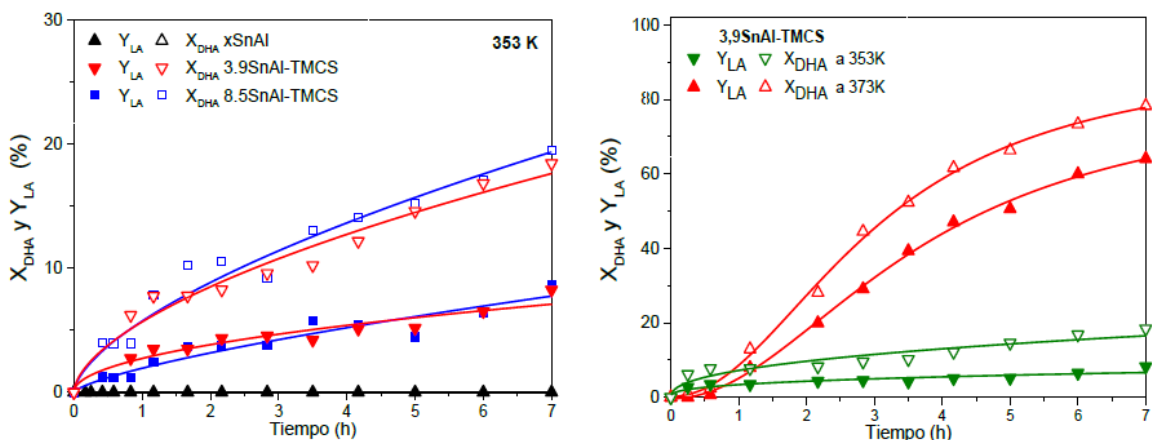 30
20
10
0
X_DHA y Y_LA (%)
353 K
Y_LA X_DHA xSnAl
Y_LA X_DHA 3.9SnAl-TMCS
Y_LA X_DHA 8.5SnAl-TMCS
0 1 2 3 4 5 6 7
Tiempo (h)
100
80
60
40
20
0
X_DHA y Y_LA (%)
3,9SnAl-TMCS
Y_LA X_DHA a 353K
Y_LA X_DHA a 373K
0 1 2 3 4 5 6 7
Tiempo (h)